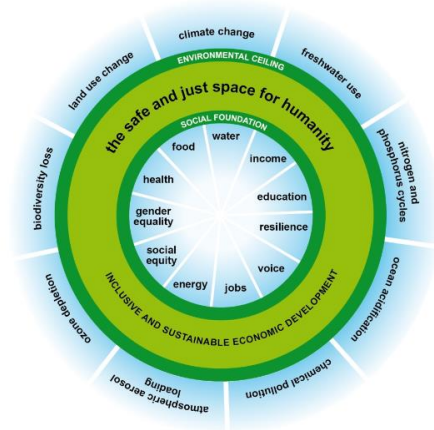 climate change
freshwater use
nitrogen and
phosphorus cycles
ocean acidification
chemical pollution
atmospheric aerosol
loading
ozone depletion
biodiversity loss
land use change
ENVIRONMENTAL CEILING
the safe and just space for humanity
SOCIAL FOUNDATION
water
income
education
resilience
voice
jobs
energy
social
equity
gender
equality
health
food
INCLUSIVE AND SUSTAINABLE ECONOMIC DEVELOPMENT